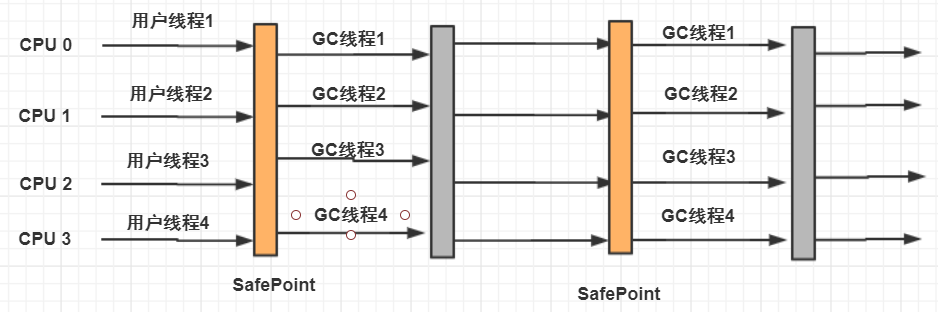 用户线程1
GC线程1
GC线程1
CPU 0
用户线程2
GC线程2
GC线程2
CPU 1
用户线程3
GC线程3
GC线程3
CPU 2
用户线程4
GC线程4
GC线程4
CPU 3
SafePoint
SafePoint